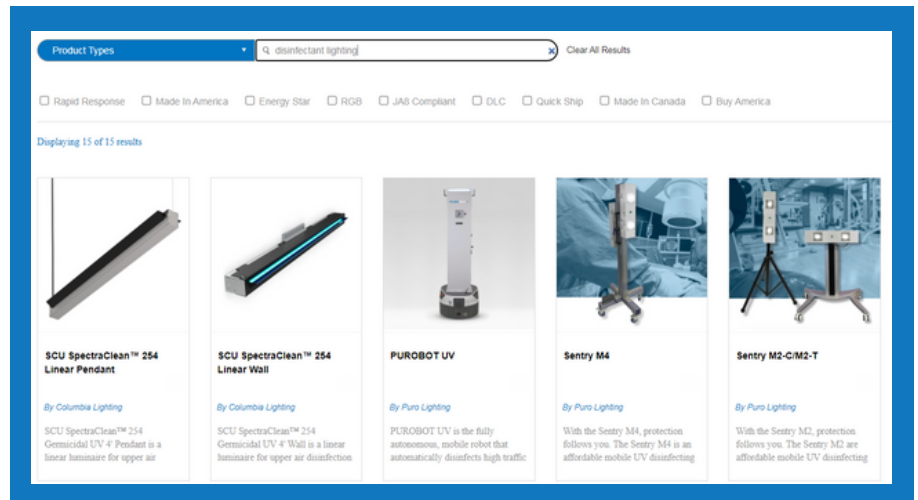 Product Types
disinfectant lighting
x
Clear All Results
Rapid Response
Made In America
Energy Star
RGB
JA8 Compliant
DLC
Quick Ship
Made In Canada
Buy America
Displaying 15 of 15 results
SCU SpectraClean™ 254
Linear Pendant
By Columbia Lighting
SCU SpectraClean™ 254
Germicidal UV 4' Pendant is a
linear luminaire for upper air
SCU SpectraClean™ 254
Linear Wall
By Columbia Lighting
SCU SpectraClean™ 254
Germicidal UV 4' Wall is a linear
luminaire for upper air disinfection
PUROBOT UV
By Puro Lighting
PUROBOT UV is the fully
autonomous, mobile robot that
automatically disinfects high traffic
Sentry M4
By Puro Lighting
With the Sentry M4, protection
follows you. The Sentry M4 is an
affordable mobile UV disinfecting
Sentry M2-C/M2-T
By Puro Lighting
With the Sentry M2, protection
follows you. The Sentry M2 are
affordable mobile UV disinfecting